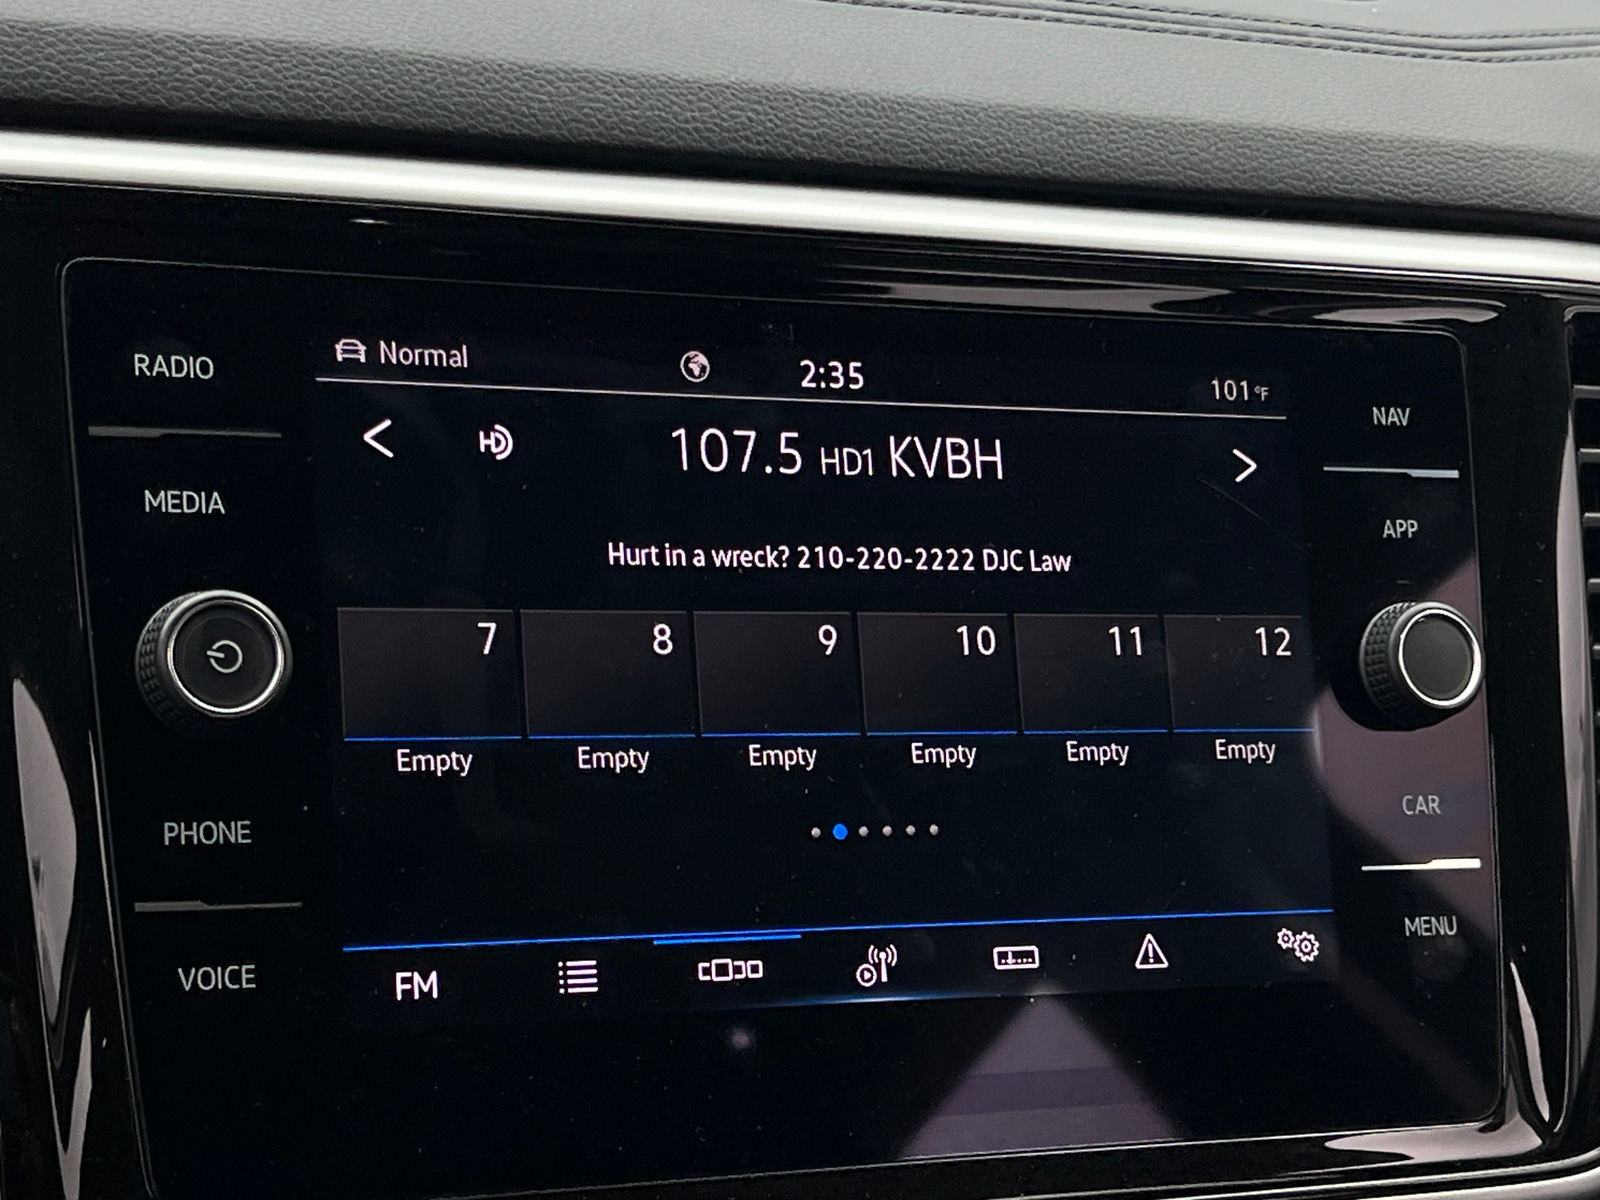 RADIO
MEDIA
PHONE
VOICE
Normal
2:35
101°F
HD
107.5 HD1 KVBH
Hurt in a wreck? 210-220-2222 DJC Law
7 8 9 10 11 12
Empty Empty Empty Empty Empty Empty
FM
NAV
APP
CAR
MENU